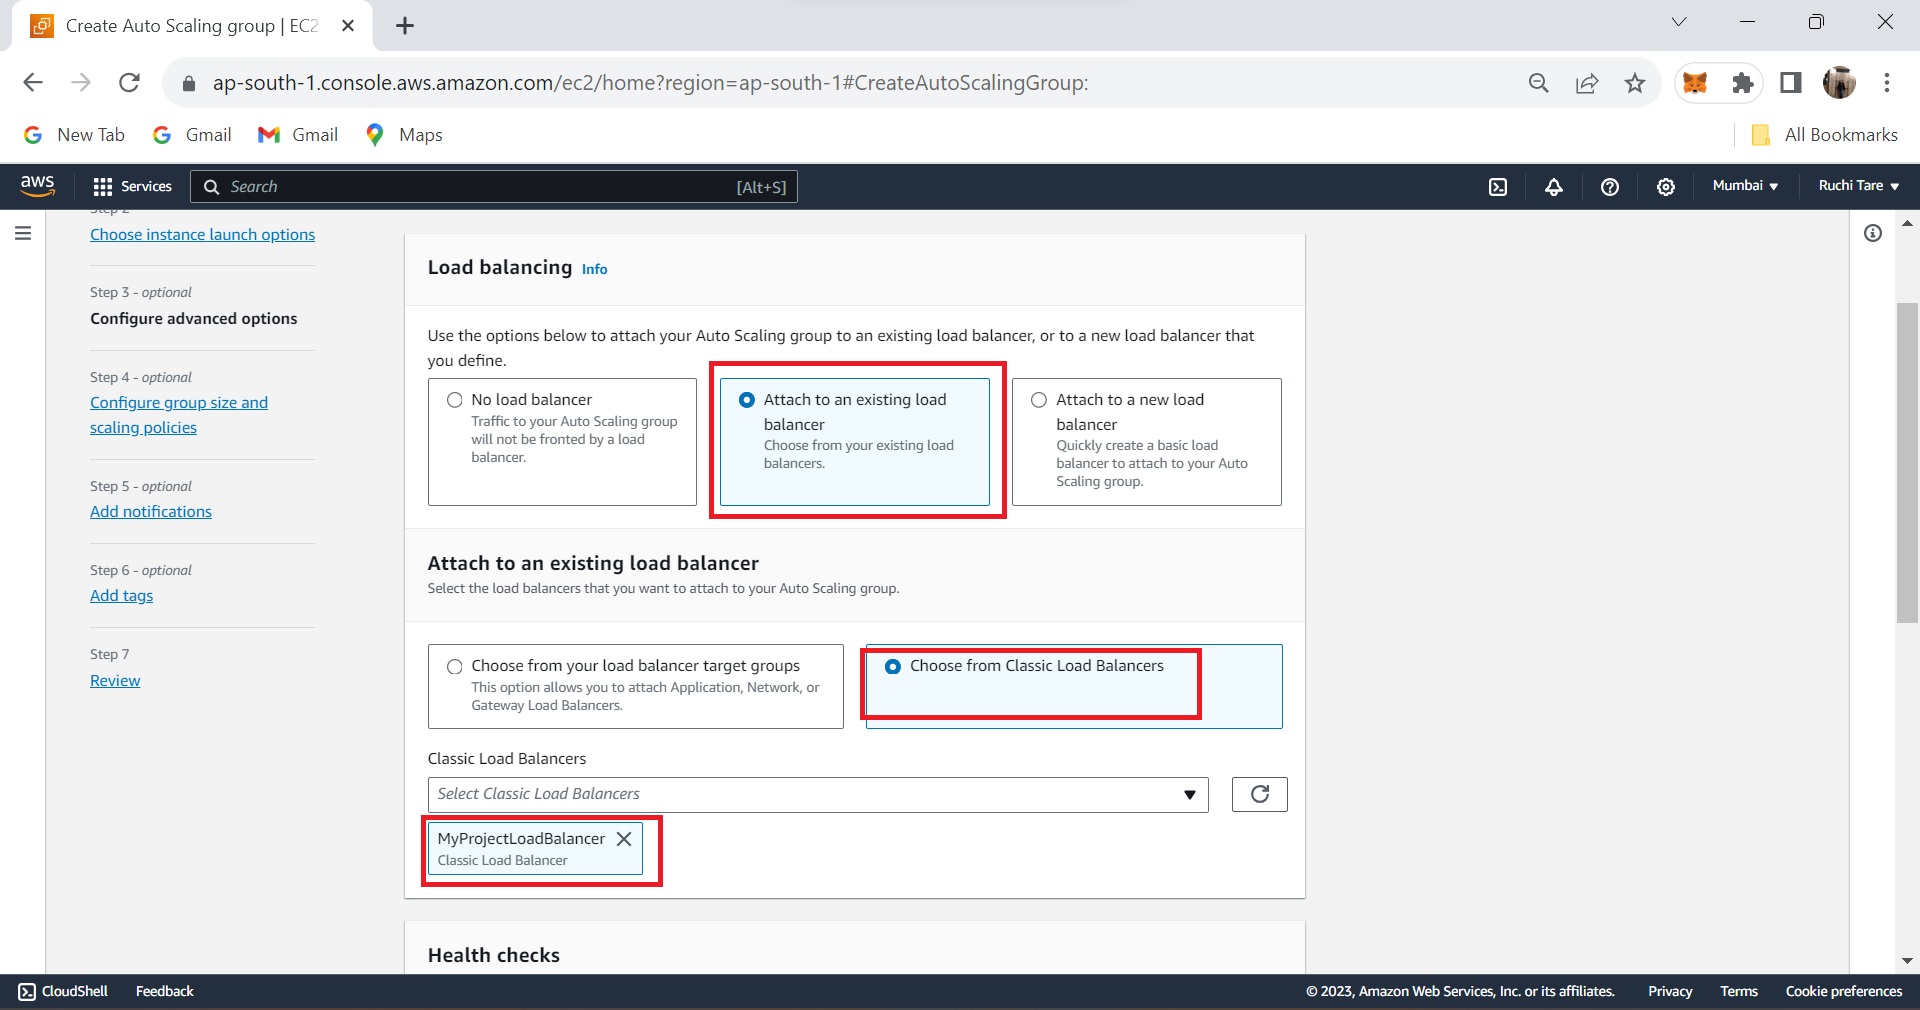 Create Auto Scaling group | EC2
ap-south-1.console.aws.amazon.com/ec2/home?region=ap-south-1#CreateAutoScalingGroup:
New Tab
Gmail
Gmail
Maps
All Bookmarks
aws
Services
Search
[Alt+S]
Mumbai
Ruchi Tare
Step 2
Choose instance launch options
Step 3 - optional
Configure advanced options
Step 4 - optional
Configure group size and
scaling policies
Step 5 - optional
Add notifications
Step 6 - optional
Add tags
Step 7
Review
Load balancing Info
Use the options below to attach your Auto Scaling group to an existing load balancer, or to a new load balancer that
you define.
No load balancer
Traffic to your Auto Scaling group
will not be fronted by a load
balancer.
Attach to an existing load
balancer
Choose from your existing load
balancers.
Attach to a new load
balancer
Quickly create a basic load
balancer to attach to your Auto
Scaling group.
Attach to an existing load balancer
Select the load balancers that you want to attach to your Auto Scaling group.
Choose from your load balancer target groups
This option allows you to attach Application, Network, or
Gateway Load Balancers.
Choose from Classic Load Balancers
Classic Load Balancers
Select Classic Load Balancers
MyProjectLoadBalancer
Classic Load Balancer
Health checks
CloudShell
Feedback
© 2023, Amazon Web Services, Inc. or its affiliates.
Privacy
Terms
Cookie preferences